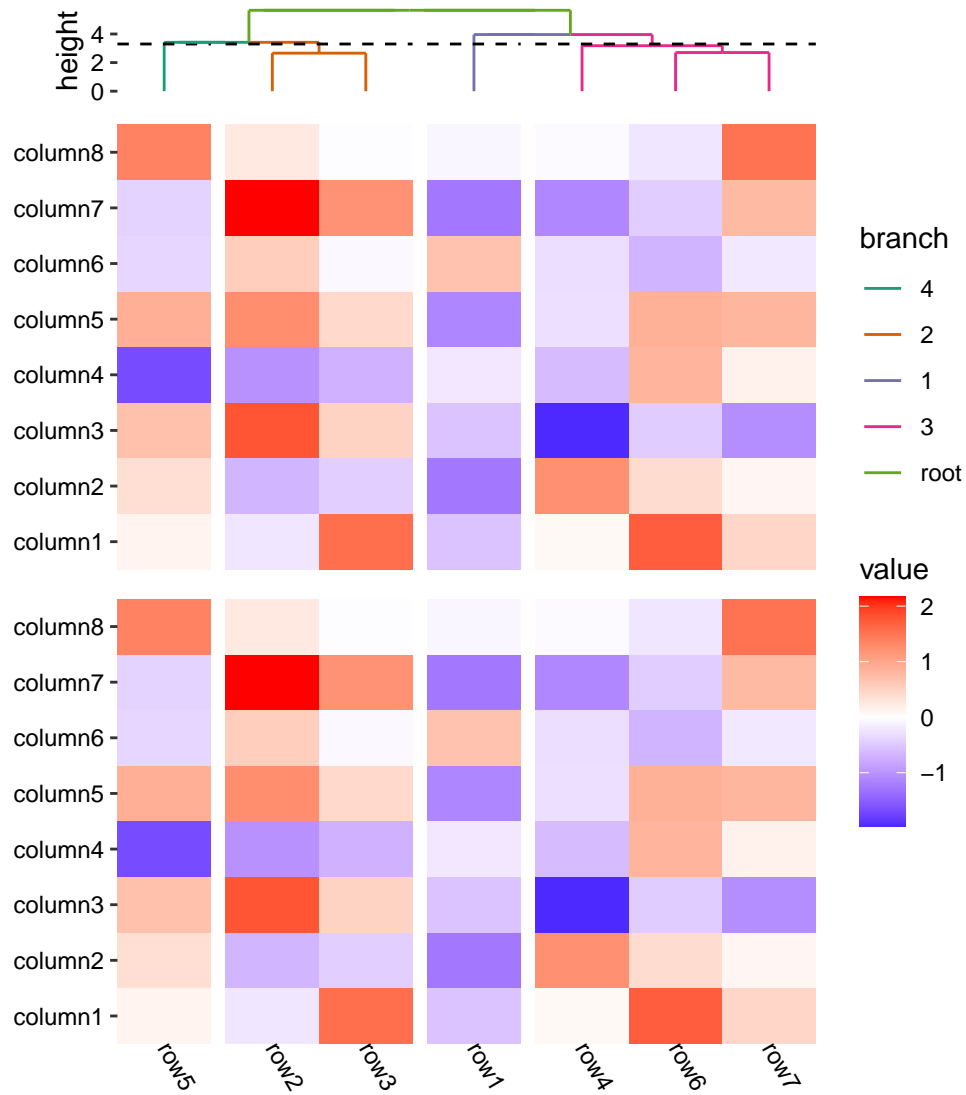 height
4
2
0
column8
column7
column6
column5
column4
column3
column2
column1
column8
column7
column6
column5
column4
column3
column2
column1
row5
row2
row3
row1
row4
row6
row7
branch
4
2
1
3
root
value
2
1
0
−1